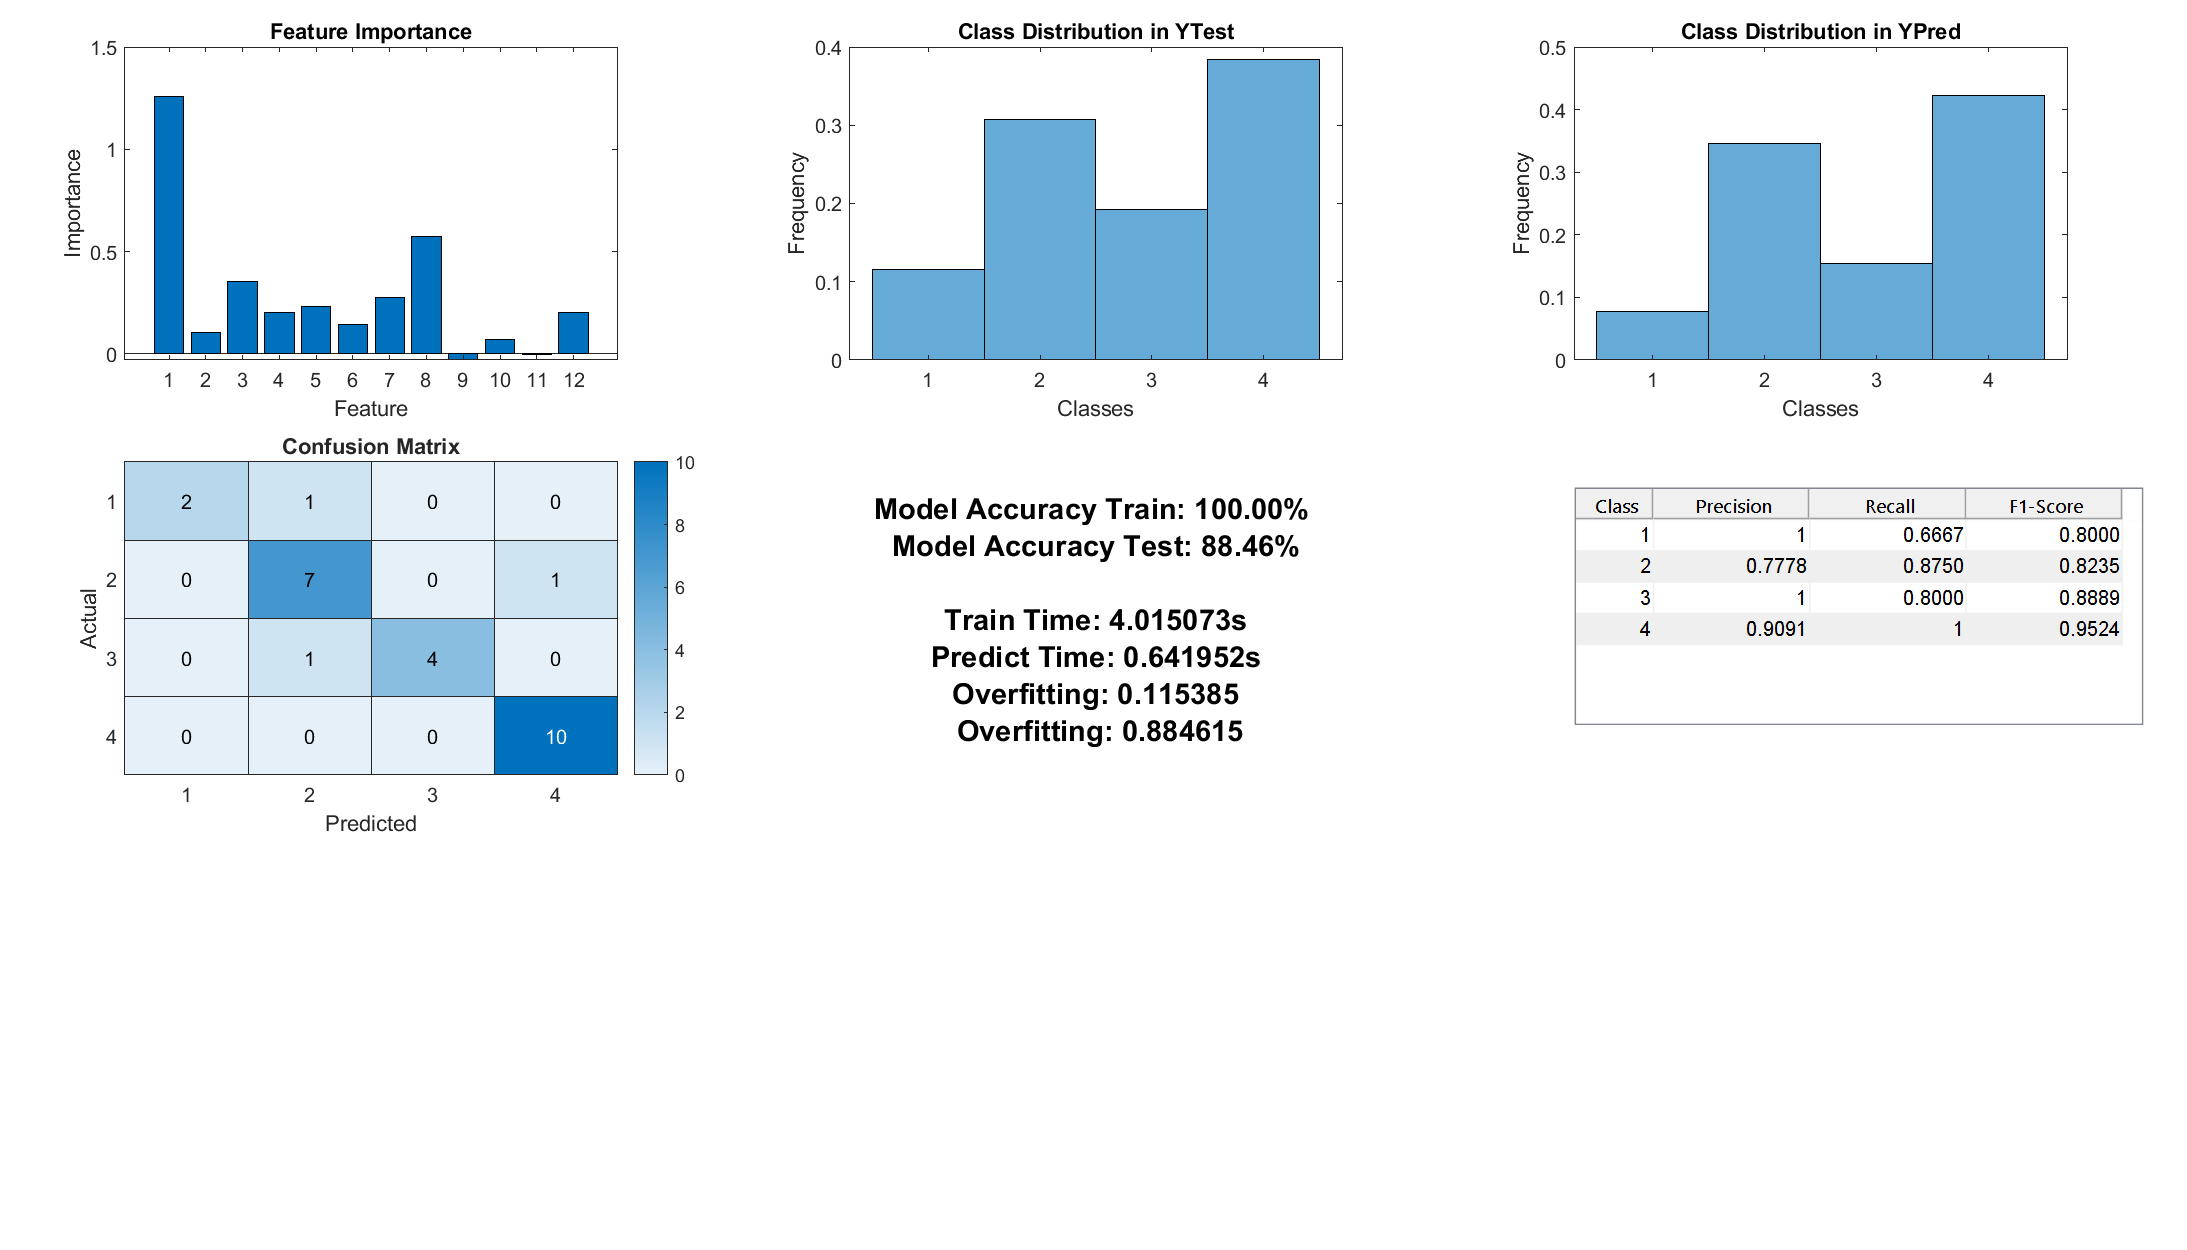 Feature Importance
1.5
1
0.5
0
Importance
1 2 3 4 5 6 7 8 9 10 11 12
Feature
Class Distribution in YTest
0.4
0.3
0.2
0.1
0
Frequency
1 2 3 4
Classes
Class Distribution in YPred
0.5
0.4
0.3
0.2
0.1
0
Frequency
1 2 3 4
Classes
Confusion Matrix
Actual
1 2 1 0 0
2 0 7 0 1
3 0 1 4 0
4 0 0 0 10
1 2 3 4
Predicted
10
8
6
4
2
0
Model Accuracy Train: 100.00%
Model Accuracy Test: 88.46%
Train Time: 4.015073s
Predict Time: 0.641952s
Overfitting: 0.115385
Overfitting: 0.884615
Class Precision Recall F1-Score
1 1 0.6667 0.8000
2 0.7778 0.8750 0.8235
3 1 0.8000 0.8889
4 0.9091 1 0.9524